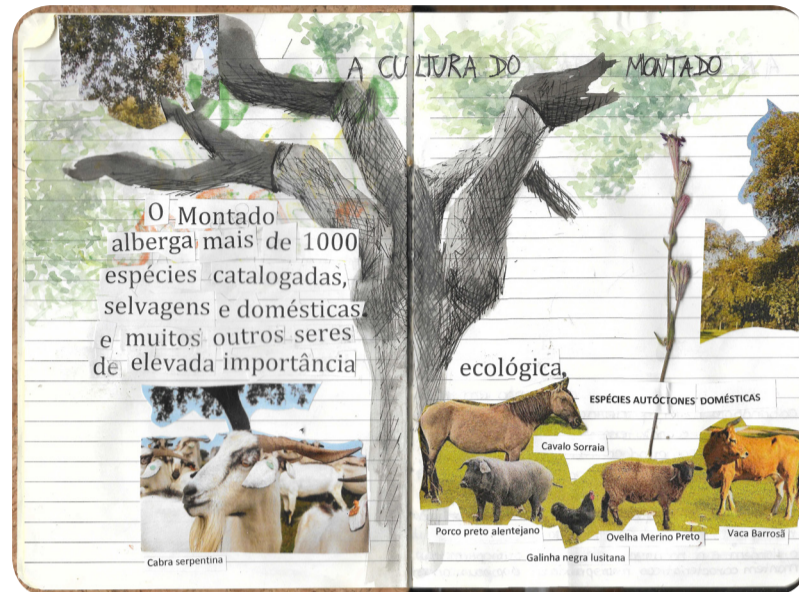 A CULTURA DO MONTADO
O Montado
alberga mais de 1000
espécies catalogadas,
selvagens e domésticas.
e muitos outros seres
de elevada importância
ecológica,
ESPÉCIES AUTÓCTONES DOMÉSTICAS
Cavalo Sorraia
Porco preto alentejano
Ovelha Merino Preto
Vaca Barrosã
Galinha negra lusitana
Cabra serpentina